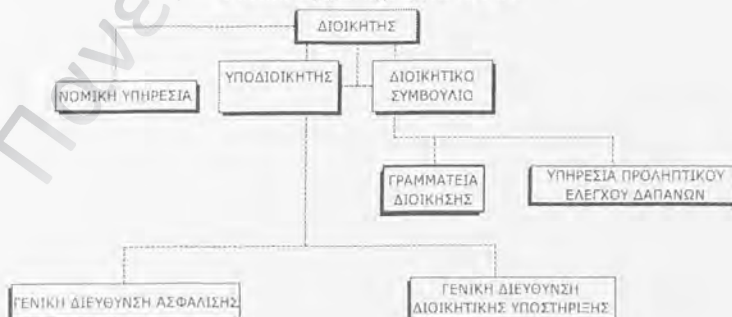 ΔΙΟΙΚΗΤΗΣ
ΝΟΜΙΚΗ ΥΠΗΡΕΣΙΑ
ΥΠΟΔΙΟΙΚΗΤΗΣ
ΔΙΟΙΚΗΤΙΚΟ
ΣΥΜΒΟΥΛΙΟ
ΓΡΑΜΜΑΤΕΙΑ
ΔΙΟΙΚΗΣΗΣ
ΥΠΗΡΕΣΙΑ ΠΡΟΛΗΠΤΙΚΟΥ
ΕΛΕΓΧΟΥ ΔΑΠΑΝΩΝ
ΓΕΝΙΚΗ ΔΙΕΥΘΥΝΣΗ ΑΣΦΑΛΙΣΗΣ
ΓΕΝΙΚΗ ΔΙΕΥΘΥΝΣΗ
ΔΙΟΙΚΗΤΙΚΗΣ ΥΠΟΣΤΗΡΙΞΗΣ
Πανε